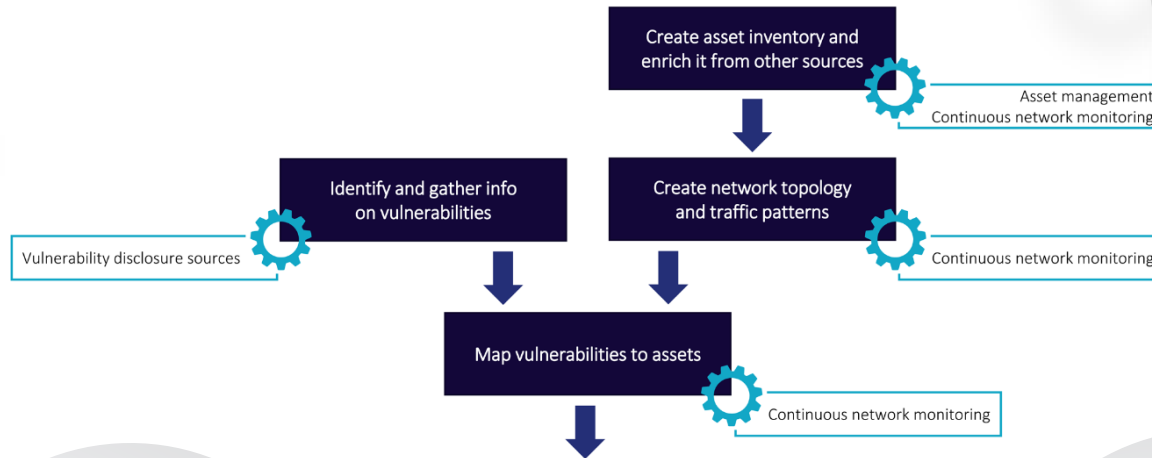 Create asset inventory and
enrich it from other sources
Asset management
Continuous network monitoring
Identify and gather info
on vulnerabilities
Create network topology
and traffic patterns
Vulnerability disclosure sources
Continuous network monitoring
Map vulnerabilities to assets
Continuous network monitoring